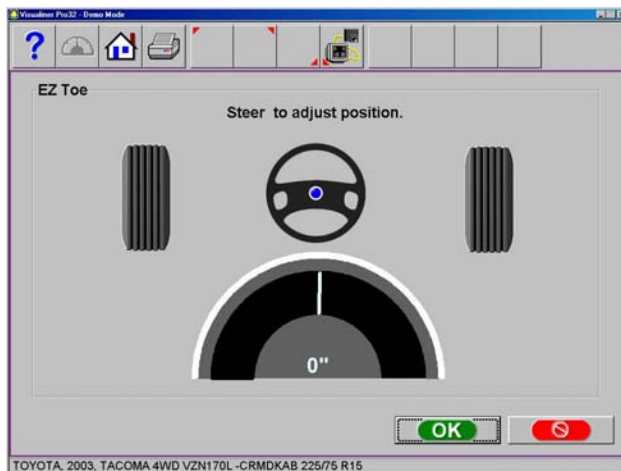 Visualiner Pro32 - Demo Mode
?
EZ Toe
Steer to adjust position.
0"
OK
TOYOTA, 2003, TACOMA 4WD VZN170L -CRMDKAB 225/75 R15